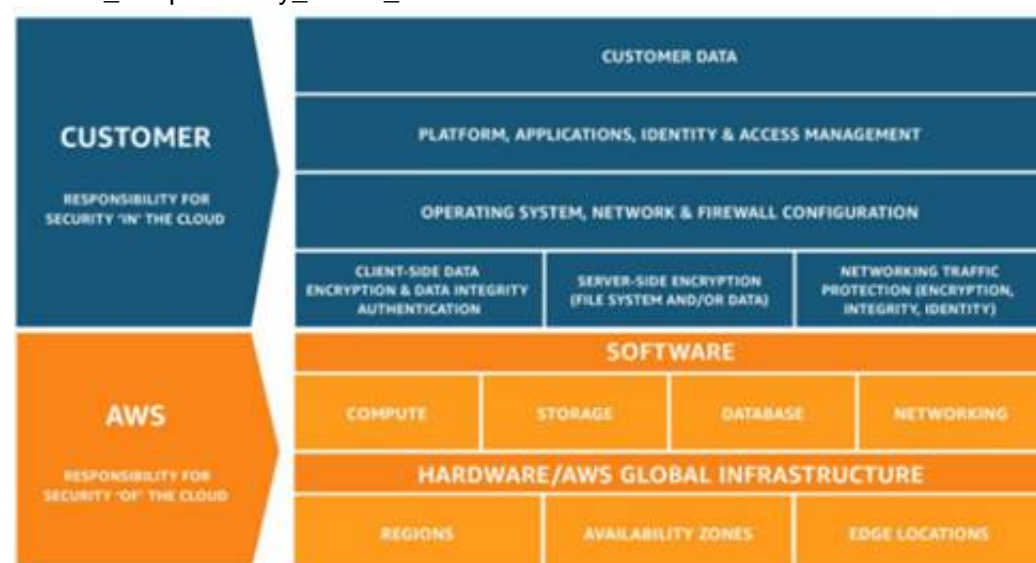 CUSTOMER
RESPONSIBILITY FOR
SECURITY 'IN' THE CLOUD
CUSTOMER DATA
PLATFORM, APPLICATIONS, IDENTITY & ACCESS MANAGEMENT
OPERATING SYSTEM, NETWORK & FIREWALL CONFIGURATION
CLIENT-SIDE DATA
ENCRYPTION & DATA INTEGRITY
AUTHENTICATION
SERVER-SIDE ENCRYPTION
(FILE SYSTEM AND/OR DATA)
NETWORKING TRAFFIC
PROTECTION (ENCRYPTION,
INTEGRITY, IDENTITY)
AWS
RESPONSIBILITY FOR
SECURITY 'OF' THE CLOUD
SOFTWARE
COMPUTE
STORAGE
DATABASE
NETWORKING
HARDWARE/AWS GLOBAL INFRASTRUCTURE
REGIONS
AVAILABILITY ZONES
EDGE LOCATIONS